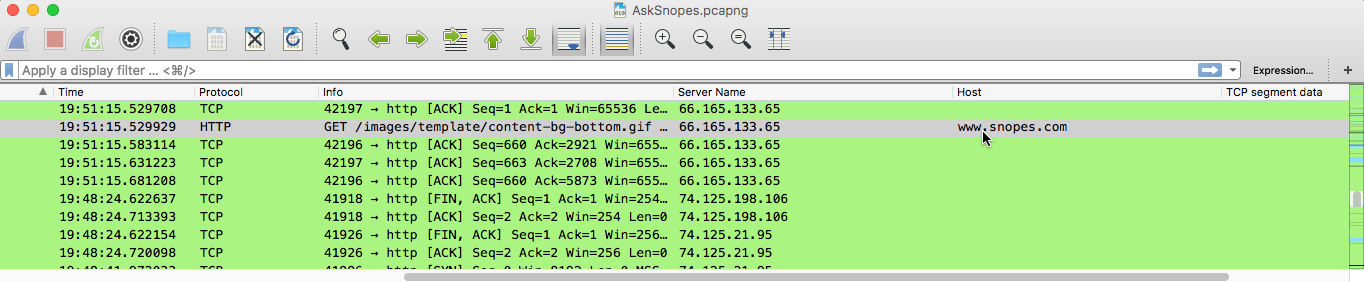 AskSnopes.pcapng
Apply a display filter ... <⌘/> Expression... +
Time Protocol Info Server Name Host TCP segment data
19:51:15.529708 TCP 42197 → http [ACK] Seq=1 Ack=1 Win=65536 Le… 66.165.133.65
19:51:15.529929 HTTP GET /images/template/content-bg-bottom.gif … 66.165.133.65 www.snopes.com
19:51:15.583114 TCP 42196 → http [ACK] Seq=660 Ack=2921 Win=655… 66.165.133.65
19:51:15.631223 TCP 42197 → http [ACK] Seq=663 Ack=2708 Win=655… 66.165.133.65
19:51:15.681208 TCP 42196 → http [ACK] Seq=660 Ack=5873 Win=655… 66.165.133.65
19:48:24.622637 TCP 41918 → http [FIN, ACK] Seq=1 Ack=1 Win=254… 74.125.198.106
19:48:24.713393 TCP 41918 → http [ACK] Seq=2 Ack=2 Win=254 Len=0 74.125.198.106
19:48:24.622154 TCP 41926 → http [FIN, ACK] Seq=1 Ack=1 Win=256… 74.125.21.95
19:48:24.720098 TCP 41926 → http [ACK] Seq=2 Ack=2 Win=256 Len=0 74.125.21.95